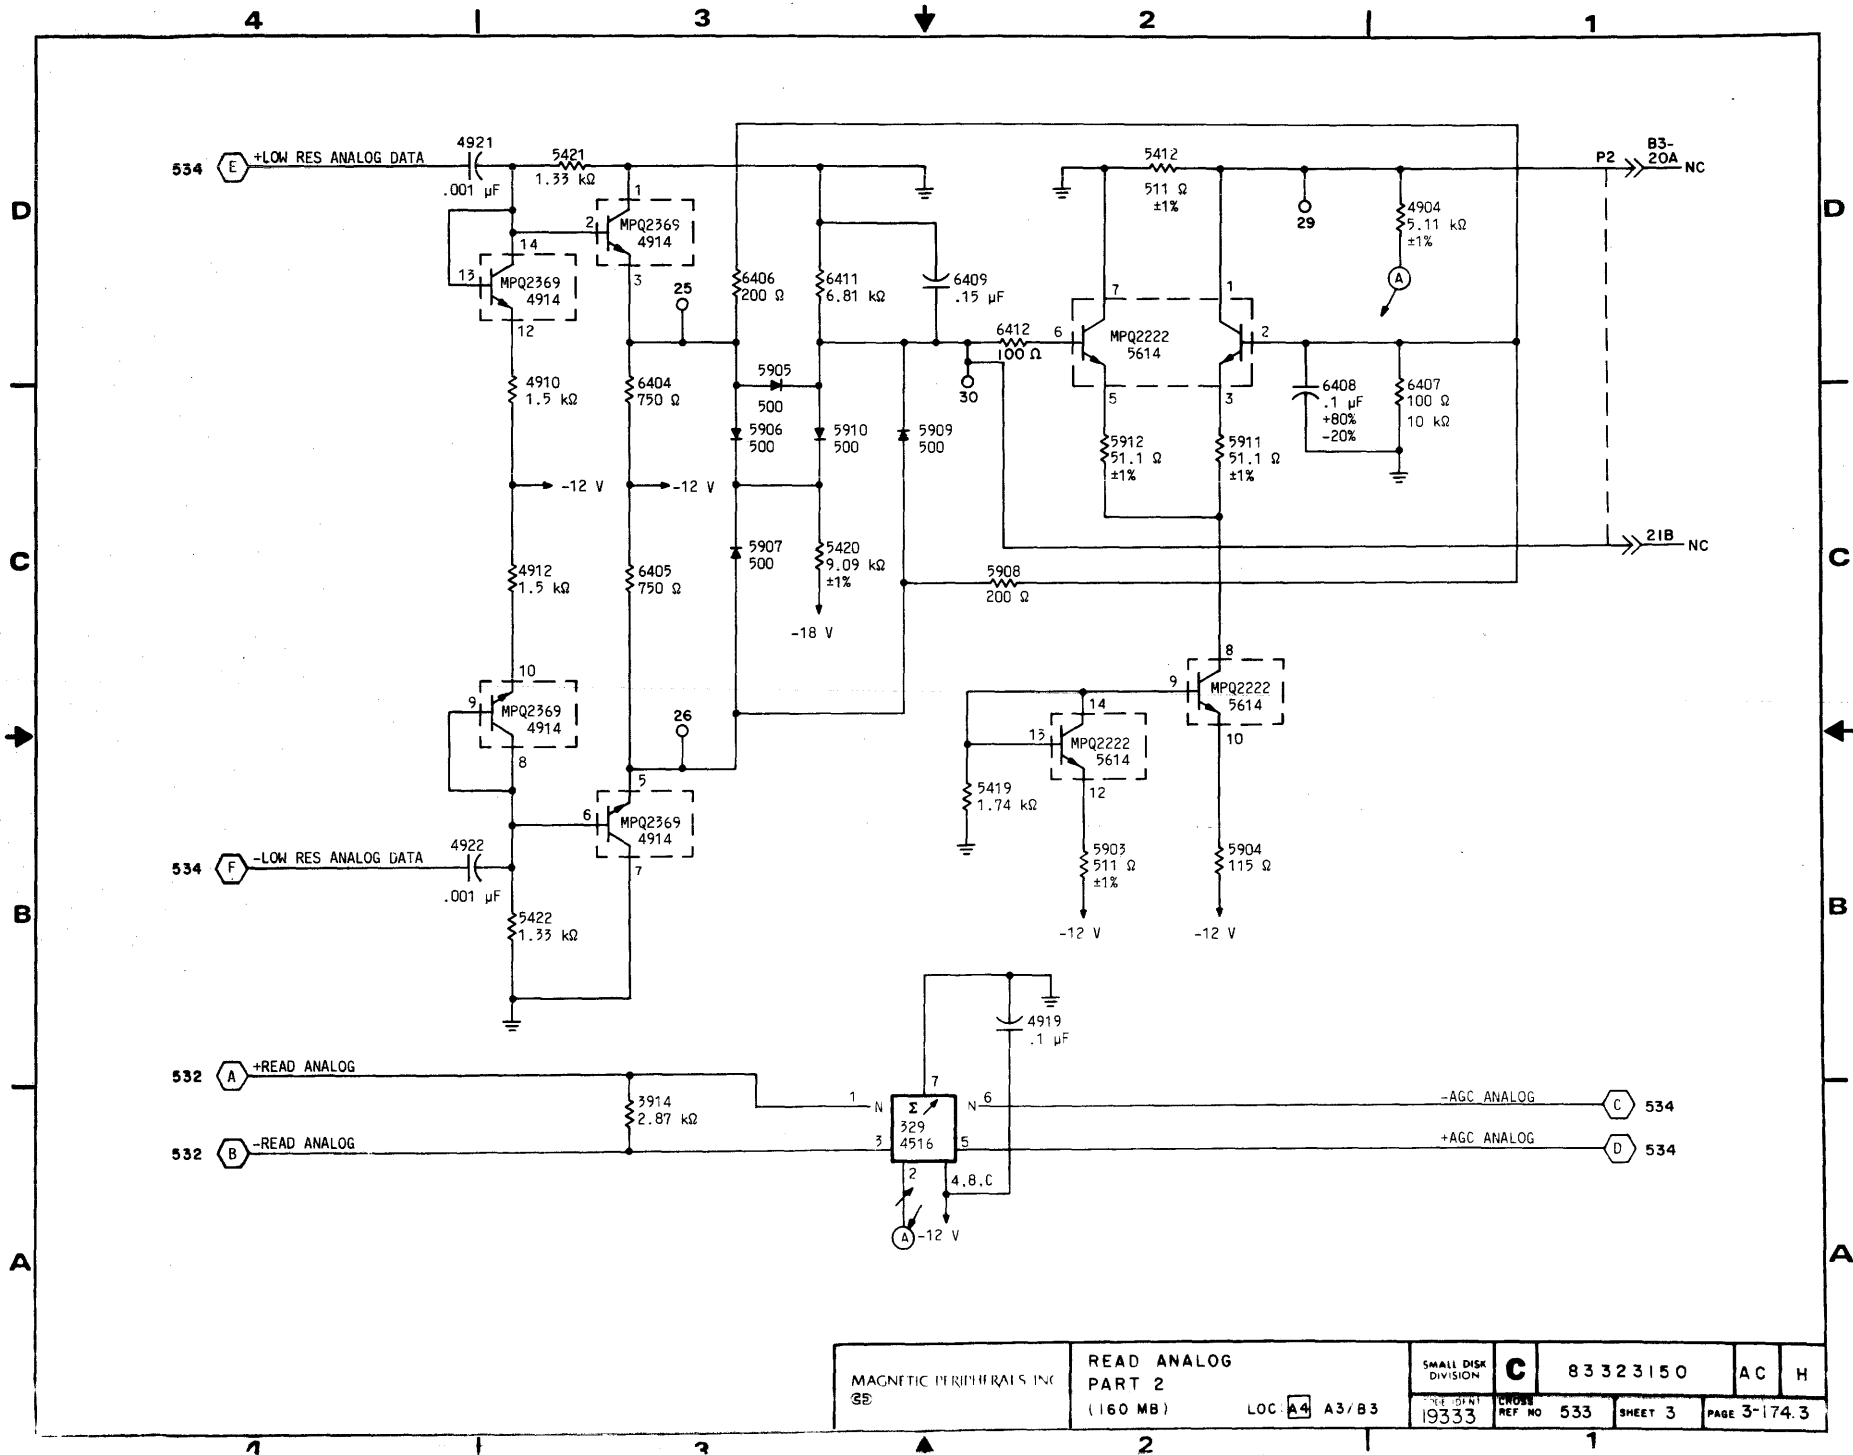 4 3 2 1
D
C
B
A
D
C
B
A
534 E +LOW RES ANALOG DATA
4921
.001 µF
5421
1.33 kΩ
1
2
MPQ2369
4914
3
14
13
MPQ2369
4914
12
25
6406
200 Ω
6411
6.81 kΩ
6409
.15 µF
6412
100 Ω
30
5412
511 Ω
±1%
29
4904
5.11 kΩ
±1%
A
P2
B3-
20A
NC
7
1
6
MPQ2222
5614
2
5
3
4910
1.5 kΩ
6404
750 Ω
5905
500
5906
500
5910
500
5909
500
5912
51.1 Ω
±1%
5911
51.1 Ω
±1%
6408
.1 µF
+80%
-20%
6407
100 Ω
10 kΩ
-12 V
-12 V
4912
1.5 kΩ
6405
750 Ω
5907
500
5420
9.09 kΩ
±1%
-18 V
5908
200 Ω
21B
NC
10
9
MPQ2369
4914
8
26
5
6
MPQ2369
4914
7
8
9
MPQ2222
5614
10
14
13
MPQ2222
5614
12
5419
1.74 kΩ
5903
511 Ω
±1%
5904
115 Ω
-12 V
-12 V
534 F -LOW RES ANALOG DATA
4922
.001 µF
5422
1.33 kΩ
4919
.1 µF
532 A +READ ANALOG
3914
2.87 kΩ
532 B -READ ANALOG
7
1 N
Σ
329
4516
N 6
3
5
2
4,8,C
A
-12 V
-AGC ANALOG C 534
+AGC ANALOG D 534
MAGNETIC PERIPHERALS INC
READ ANALOG
PART 2
(160 MB)
LOC: A4 A3/B3
SMALL DISK
DIVISION
C
83323150
AC
H
CODE IDENT
19333
CROSS
REF NO 533
SHEET 3
PAGE 3-174.3
4 3 2 1